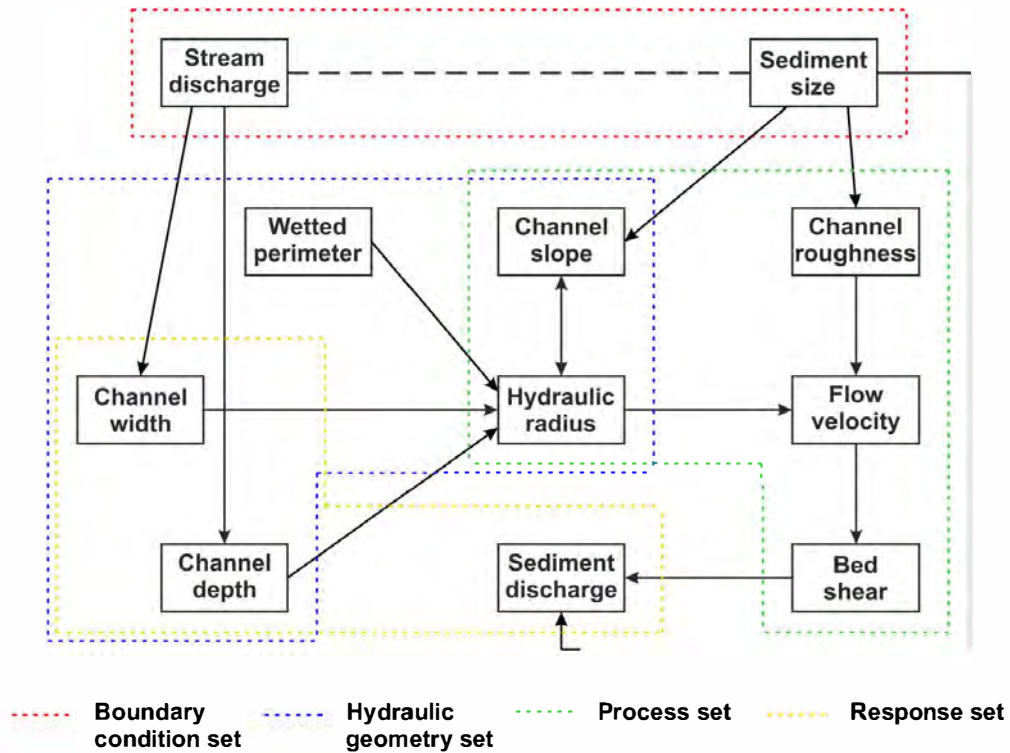 Stream
discharge
Sediment
size
Wetted
perimeter
Channel
slope
Channel
roughness
Channel
width
Hydraulic
radius
Flow
velocity
Channel
depth
Sediment
discharge
Bed
shear
Boundary
condition set
Hydraulic
geometry set
Process set
Response set